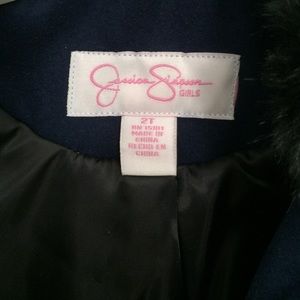 Jessica Simpson
GIRLS
2T
MADE IN
CHINA
HECHO EN
CHINA